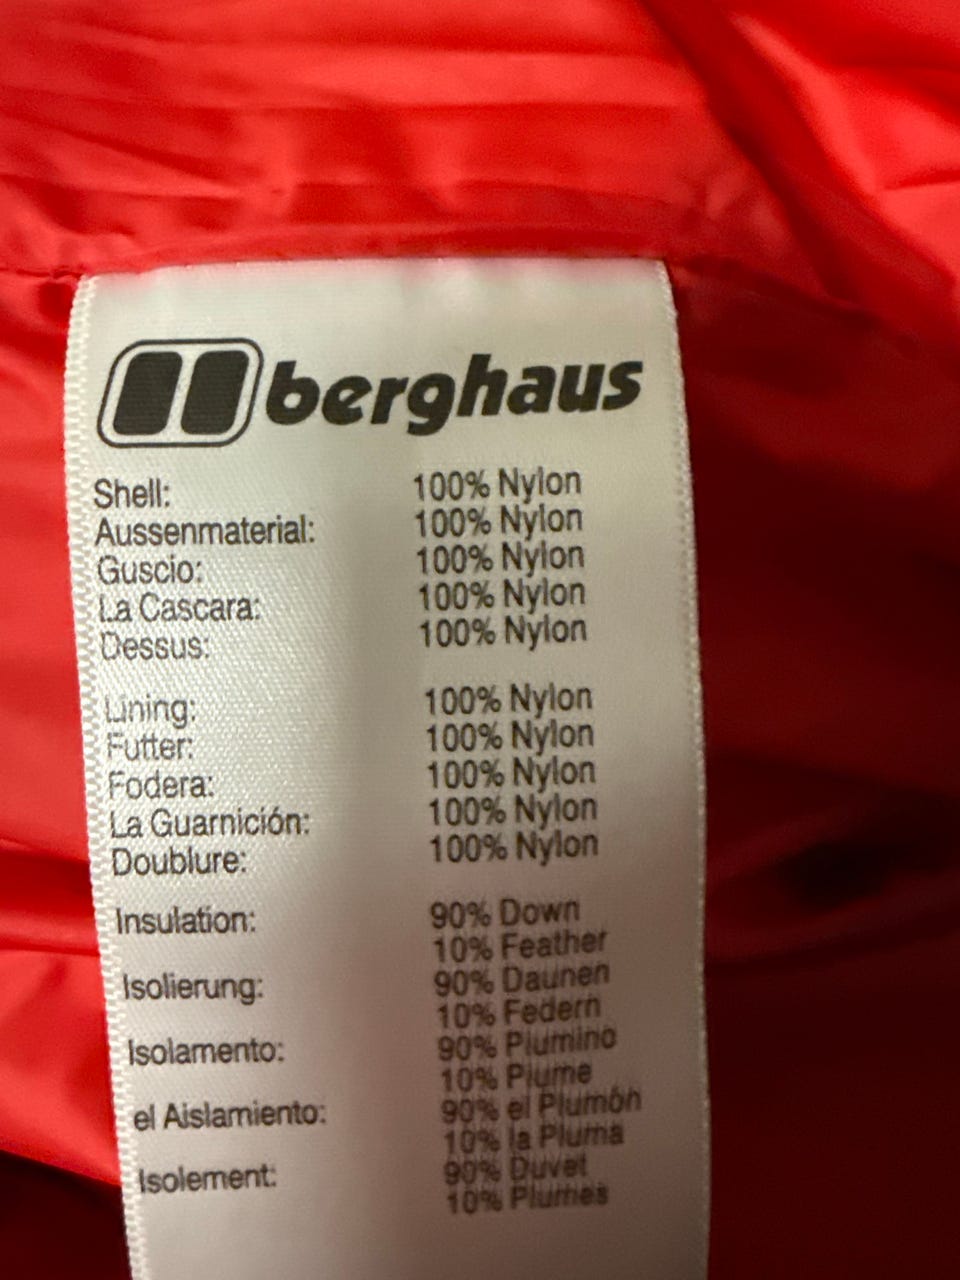 berghaus
Shell: 100% Nylon
Aussenmaterial: 100% Nylon
Guscio: 100% Nylon
La Cascara: 100% Nylon
Dessus: 100% Nylon
Lining: 100% Nylon
Futter: 100% Nylon
Fodera: 100% Nylon
La Guarnición: 100% Nylon
Doublure: 100% Nylon
Insulation: 90% Down
10% Feather
Isolierung: 90% Daunen
10% Federn
Isolamento: 90% Piumino
10% Piume
el Aislamiento: 90% el Plumón
10% la Pluma
Isolement: 90% Duvet
10% Plumes